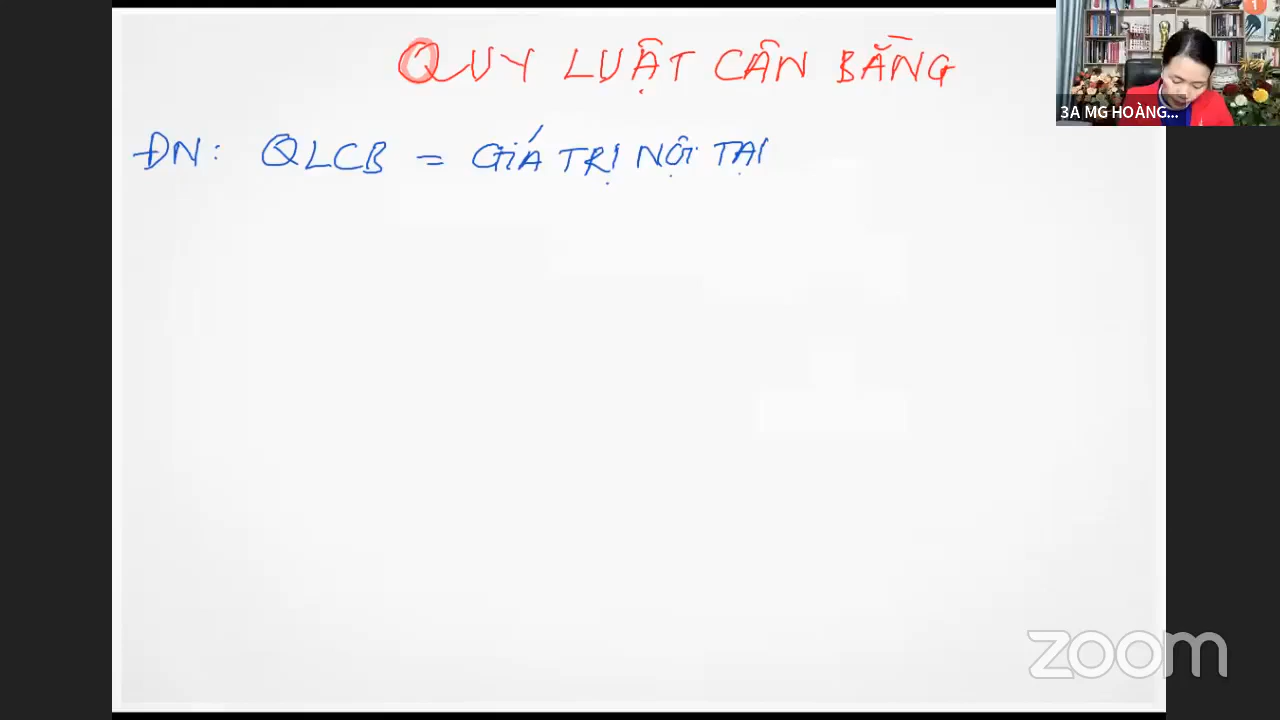 QUY LUẬT CÂN BẰNG
3A MG HOÀNG...
ĐN: QLCB = GIÁ TRỊ NỘI TẠI
zoom